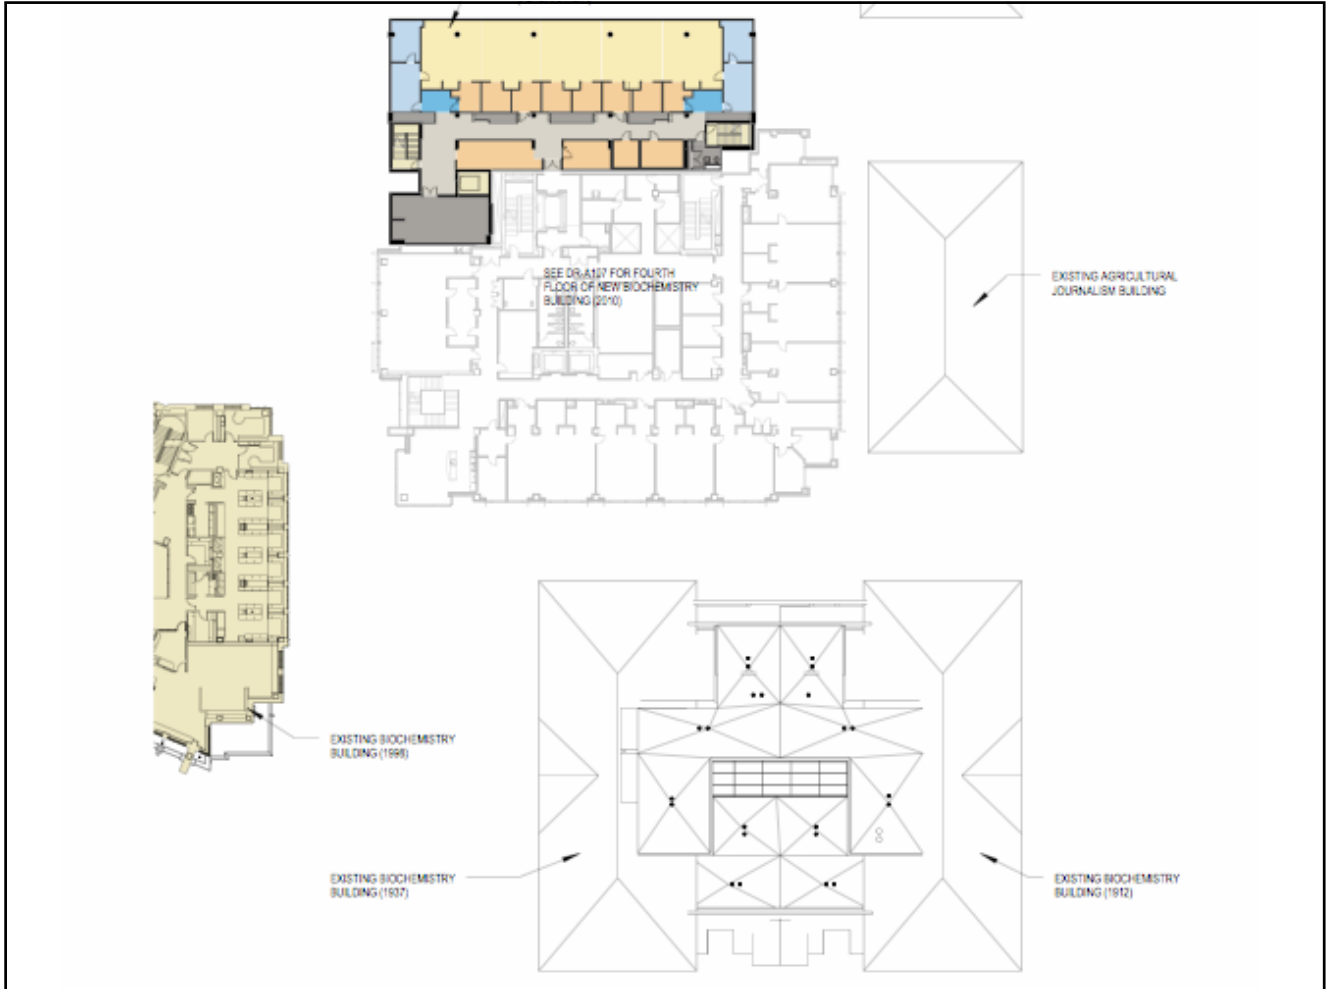 SEE DR-A107 FOR FOURTH
FLOOR OF NEW BIOCHEMISTRY
BUILDING (2010)
EXISTING AGRICULTURAL
JOURNALISM BUILDING
EXISTING BIOCHEMISTRY
BUILDING (1998)
EXISTING BIOCHEMISTRY
BUILDING (1937)
EXISTING BIOCHEMISTRY
BUILDING (1912)